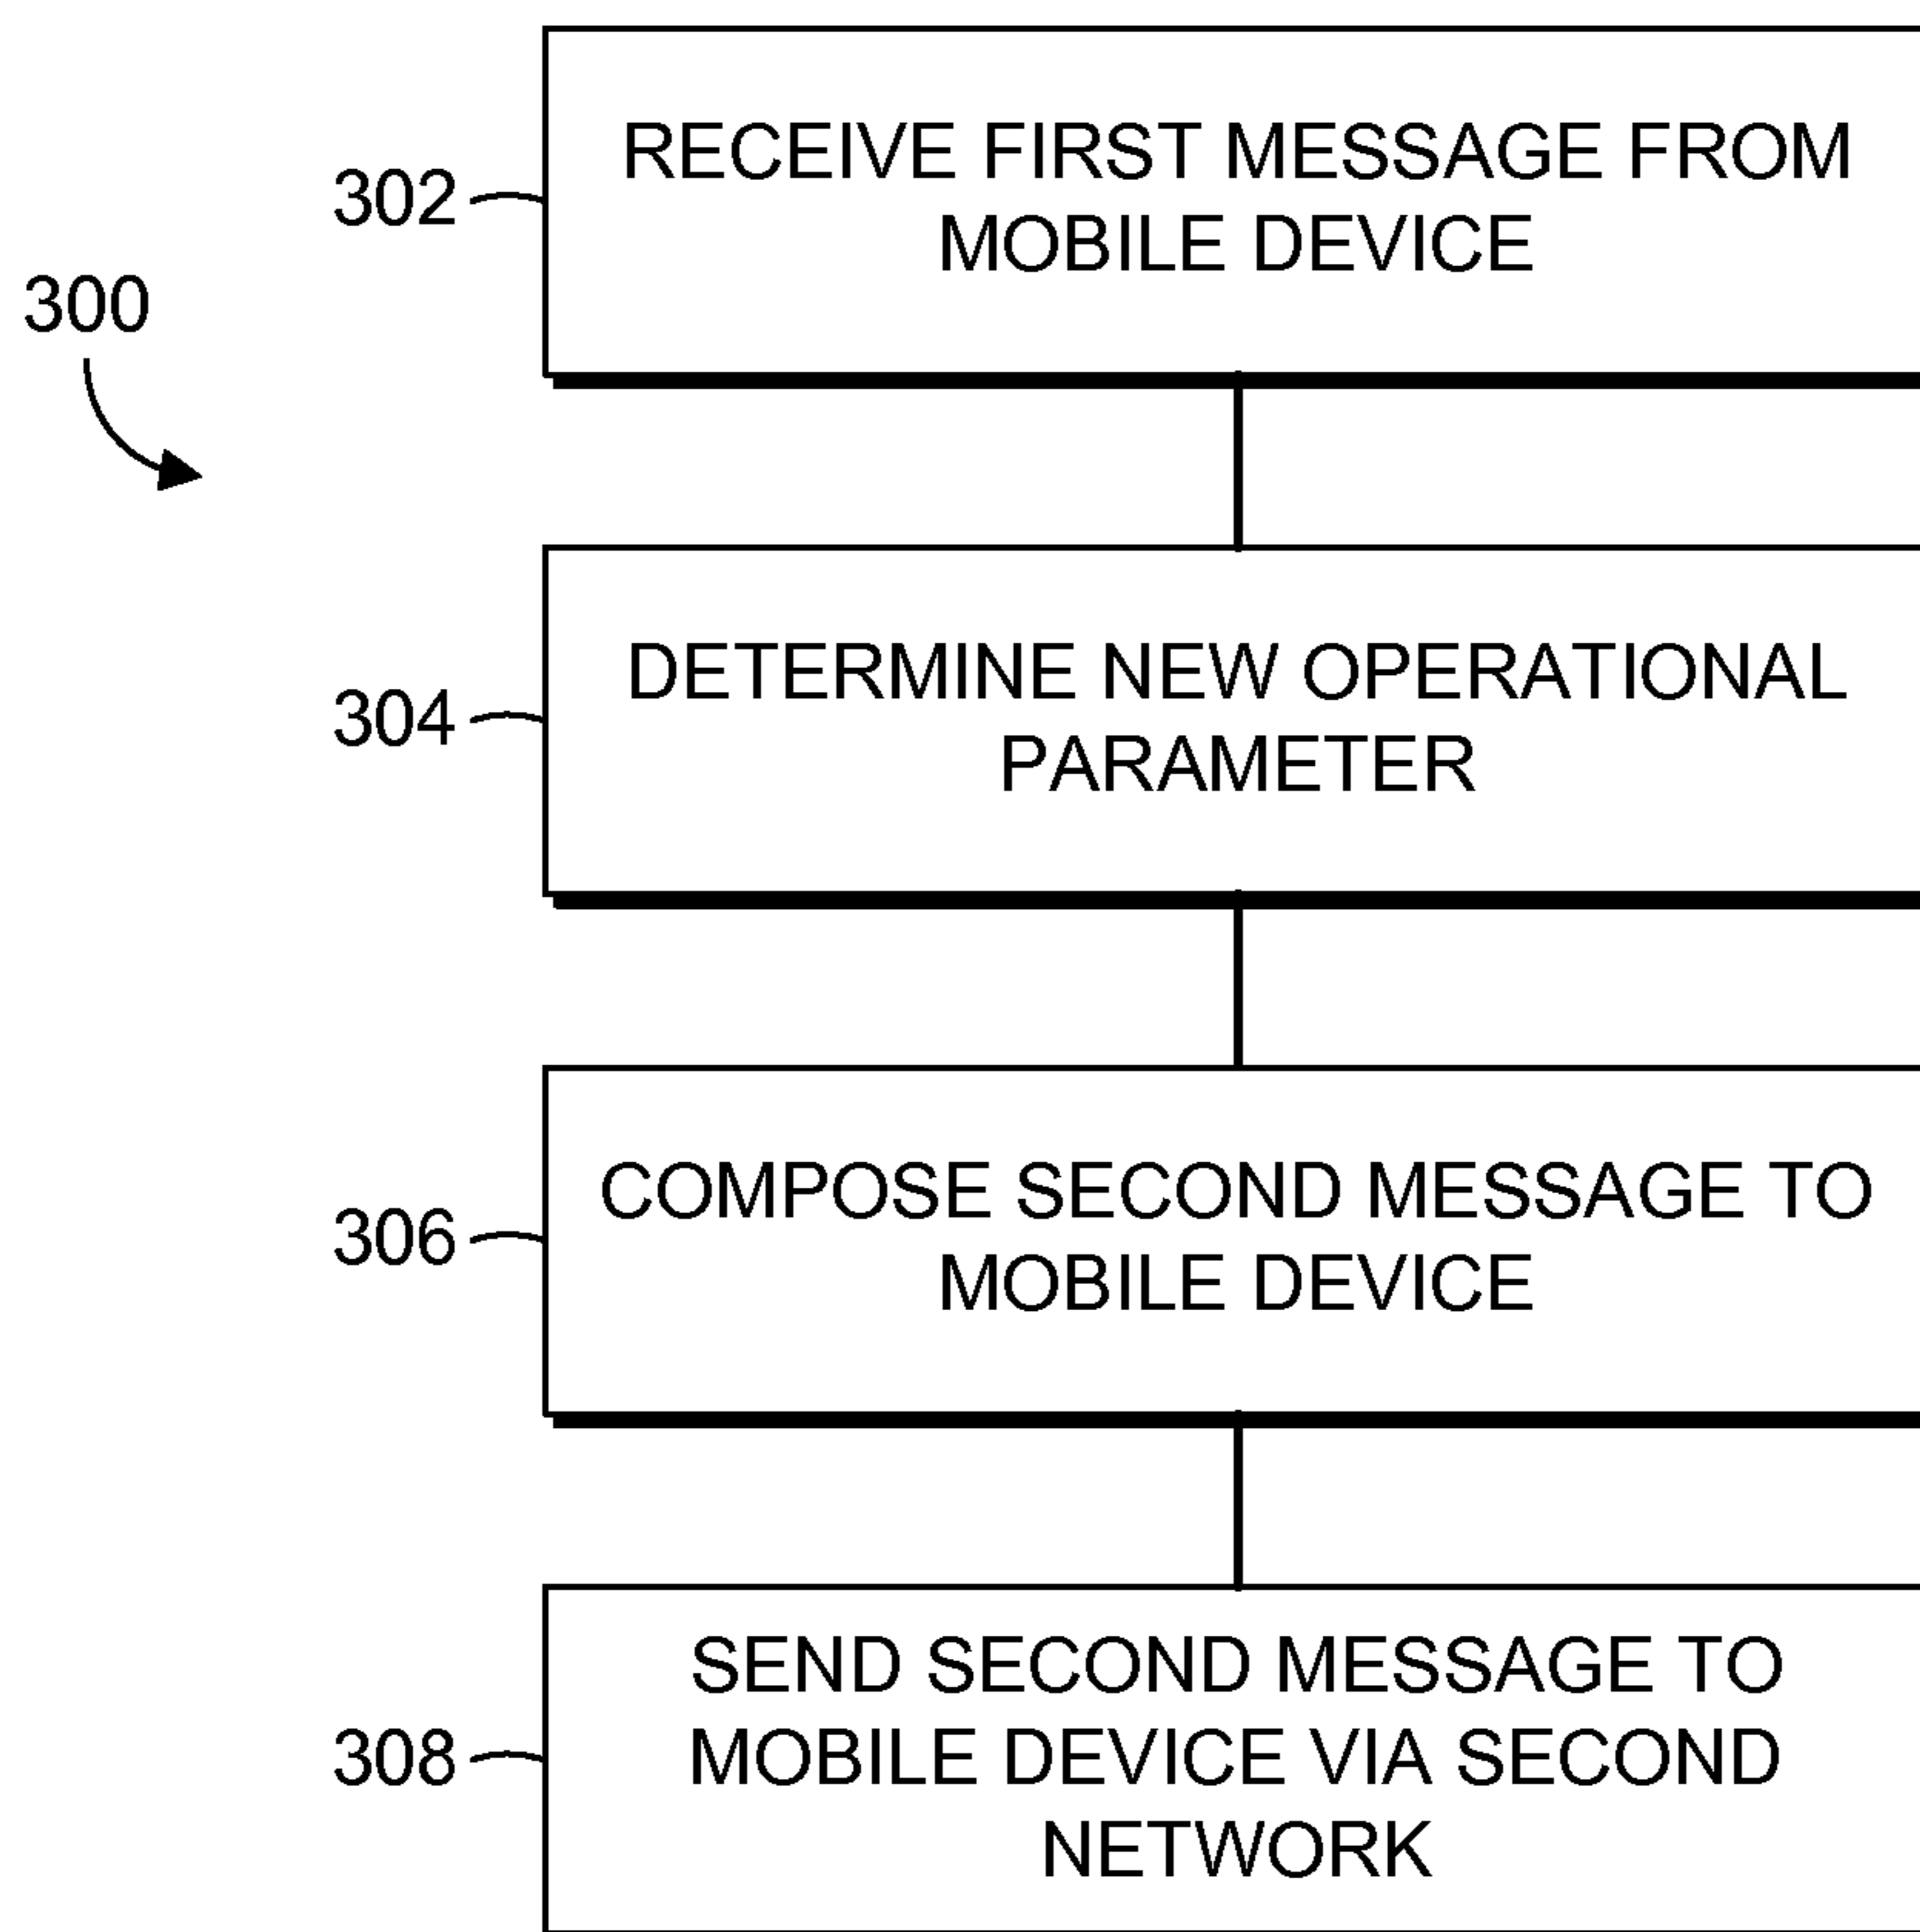 302
RECEIVE FIRST MESSAGE FROM
MOBILE DEVICE
300
304
DETERMINE NEW OPERATIONAL
PARAMETER
306
COMPOSE SECOND MESSAGE TO
MOBILE DEVICE
308
SEND SECOND MESSAGE TO
MOBILE DEVICE VIA SECOND
NETWORK